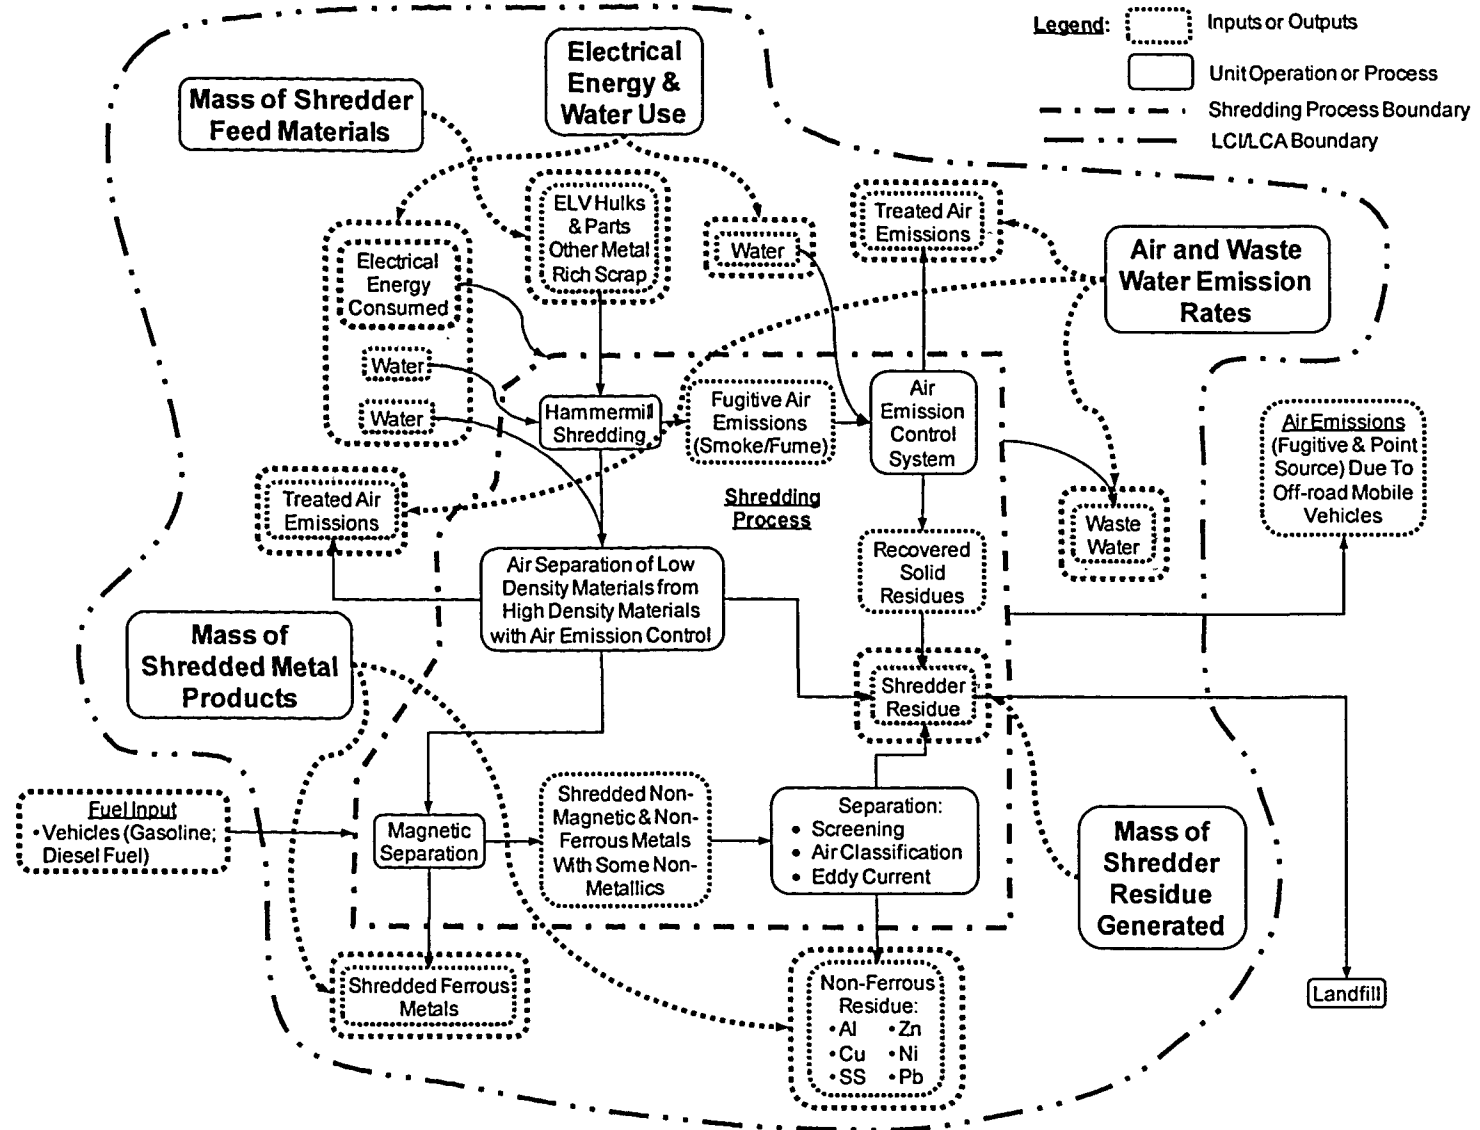 Legend:
Inputs or Outputs
Unit Operation or Process
Shredding Process Boundary
LCI/LCA Boundary
Electrical
Energy &
Water Use
Mass of Shredder
Feed Materials
ELV Hulks
& Parts
Other Metal
Rich Scrap
Water
Treated Air
Emissions
Air and Waste
Water Emission
Rates
Electrical
Energy
Consumed
Water
Water
Hammermill
Shredding
Fugitive Air
Emissions
(Smoke/Fume)
Air
Emission
Control
System
Air Emissions
(Fugitive & Point
Source) Due To
Off-road Mobile
Vehicles
Treated Air
Emissions
Shredding
Process
Waste
Water
Air Separation of Low
Density Materials from
High Density Materials
with Air Emission Control
Recovered
Solid
Residues
Mass of
Shredded Metal
Products
Shredder
Residue
Fuel Input
• Vehicles (Gasoline;
Diesel Fuel)
Magnetic
Separation
Shredded Non-
Magnetic & Non-
Ferrous Metals
With Some Non-
Metallics
Separation:
• Screening
• Air Classification
• Eddy Current
Mass of
Shredder
Residue
Generated
Shredded Ferrous
Metals
Non-Ferrous
Residue:
• Al • Zn
• Cu • Ni
• SS • Pb
Landfill